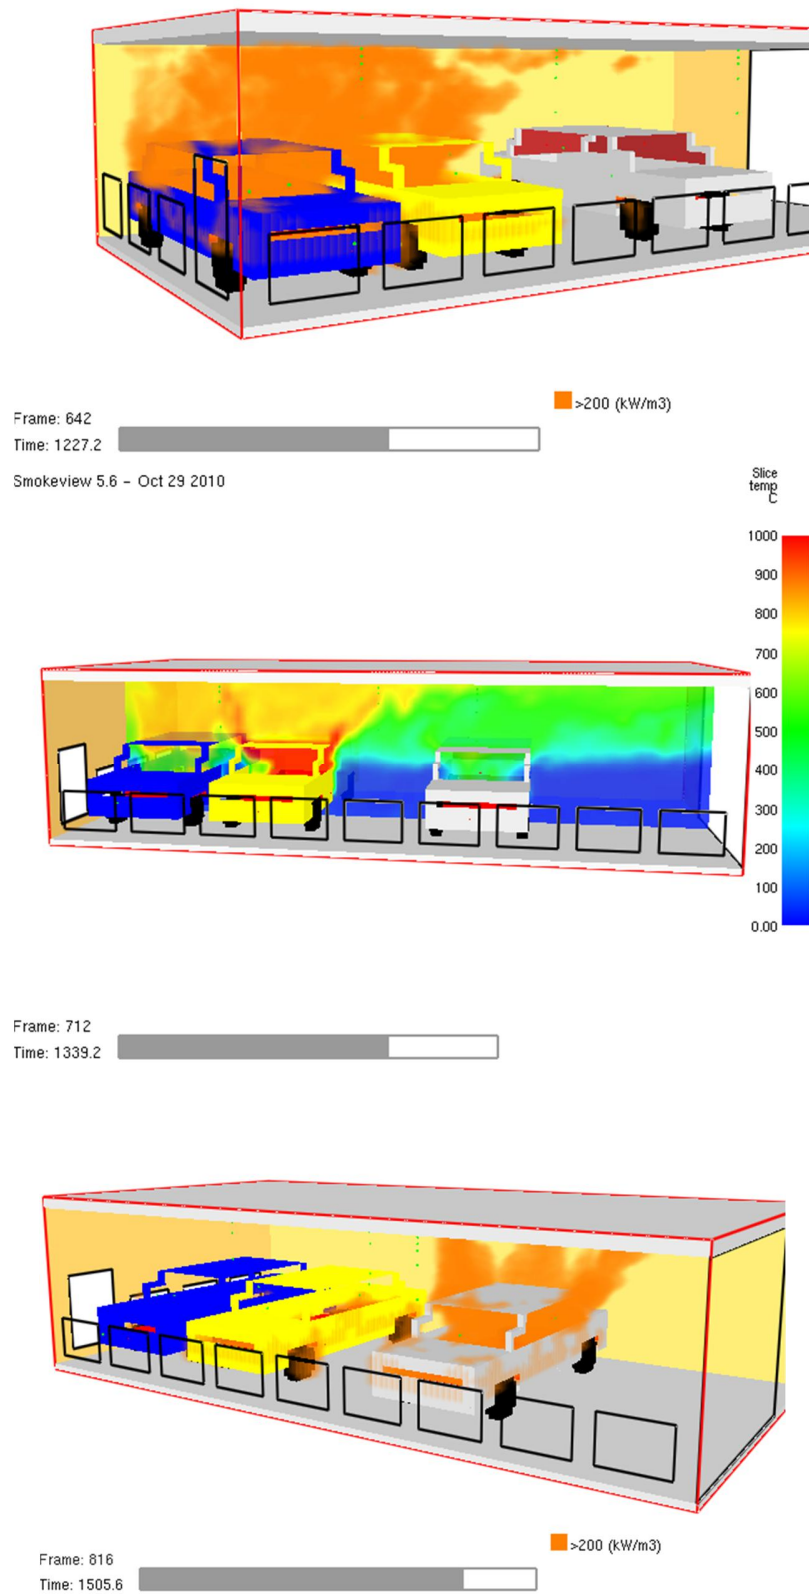 >200 (kW/m3)
Frame: 642
Time: 1227.2
Smokeview 5.6 – Oct 29 2010
Slice
temp
C
1000
900
800
700
600
500
400
300
200
100
0.00
Frame: 712
Time: 1339.2
>200 (kW/m3)
Frame: 816
Time: 1505.6